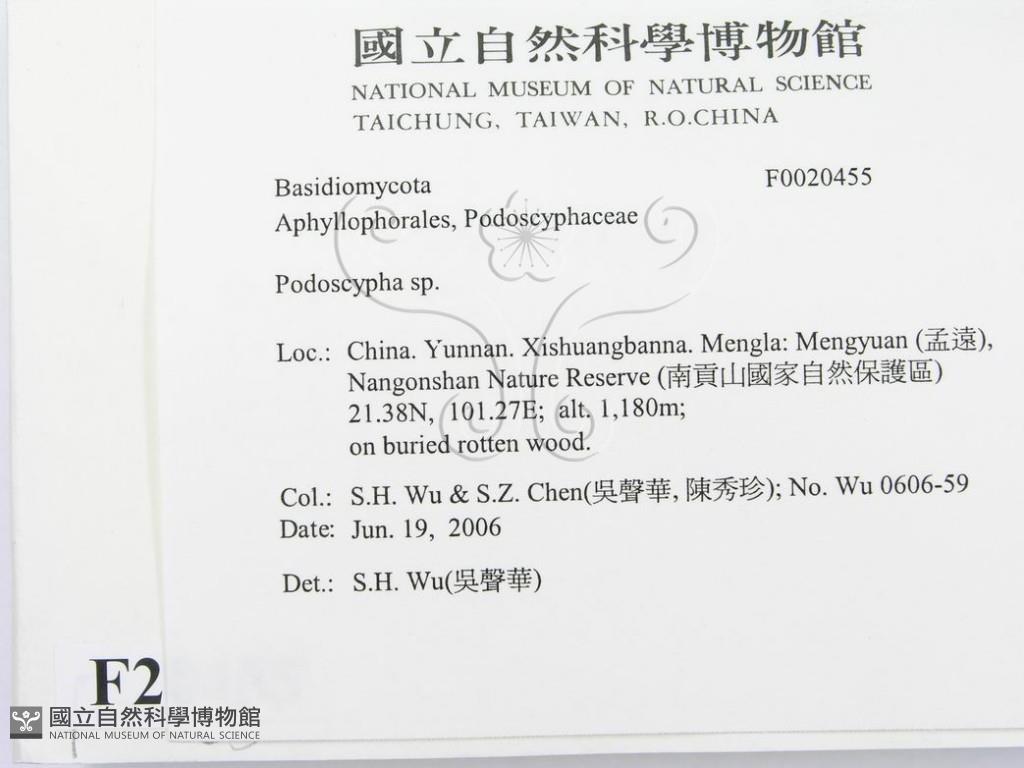 國立自然科學博物館
NATIONAL MUSEUM OF NATURAL SCIENCE
TAICHUNG, TAIWAN, R.O.CHINA
Basidiomycota F0020455
Aphyllophorales, Podoscyphaceae
Podoscypha sp.
Loc.: China. Yunnan. Xishuangbanna. Mengla: Mengyuan (孟遠),
Nangonshan Nature Reserve (南貢山國家自然保護區)
21.38N, 101.27E; alt. 1,180m;
on buried rotten wood.
Col.: S.H. Wu & S.Z. Chen(吳聲華, 陳秀珍); No. Wu 0606-59
Date: Jun. 19, 2006
Det.: S.H. Wu(吳聲華)
F2
國立自然科學博物館
NATIONAL MUSEUM OF NATURAL SCIENCE